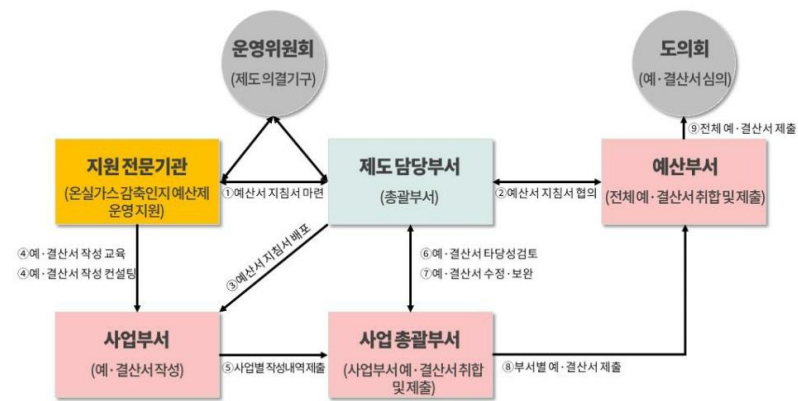 운영위원회
(제도 의결기구)
도의회
(예·결산서 심의)
⑨전체 예·결산서 제출
지원 전문기관
(온실가스 감축인지 예산제
운영 지원)
①예산서 지침서 마련
제도 담당부서
(총괄부서)
②예산서 지침서 협의
예산부서
(전체 예·결산서 취합 및 제출)
④예·결산서 작성 교육
④예·결산서 작성 컨설팅
③예산서 지침서 배포
⑥예·결산서 타당성검토
⑦예·결산서 수정·보완
사업부서
(예·결산서 작성)
⑤사업별 작성내역 제출
사업 총괄부서
(사업부서 예·결산서 취합
및 제출)
⑧부서별 예·결산서 제출